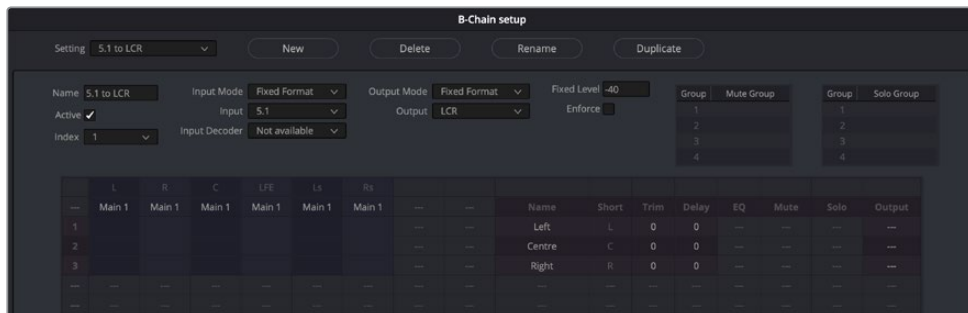 B-Chain setup
Setting 5.1 to LCR New Delete Rename Duplicate
Name 5.1 to LCR Input Mode Fixed Format Output Mode Fixed Format Fixed Level -40 Group Mute Group Group Solo Group
Active Input 5.1 Output LCR Enforce 1 1
Index 1 Input Decoder Not available 2 2
3 3
4 4
L R C LFE Ls Rs
--- Main 1 Main 1 Main 1 Main 1 Main 1 Main 1 --- --- Name Short Trim Delay EQ Mute Solo Output
1 --- --- Left L 0 0 --- --- --- ---
2 --- --- Centre C 0 0 --- --- --- ---
3 --- --- Right R 0 0 --- --- --- ---
--- --- --- --- --- --- --- --- --- --- --- --- --- --- --- --- ---
--- --- --- --- --- --- --- --- --- --- --- --- --- --- --- --- ---